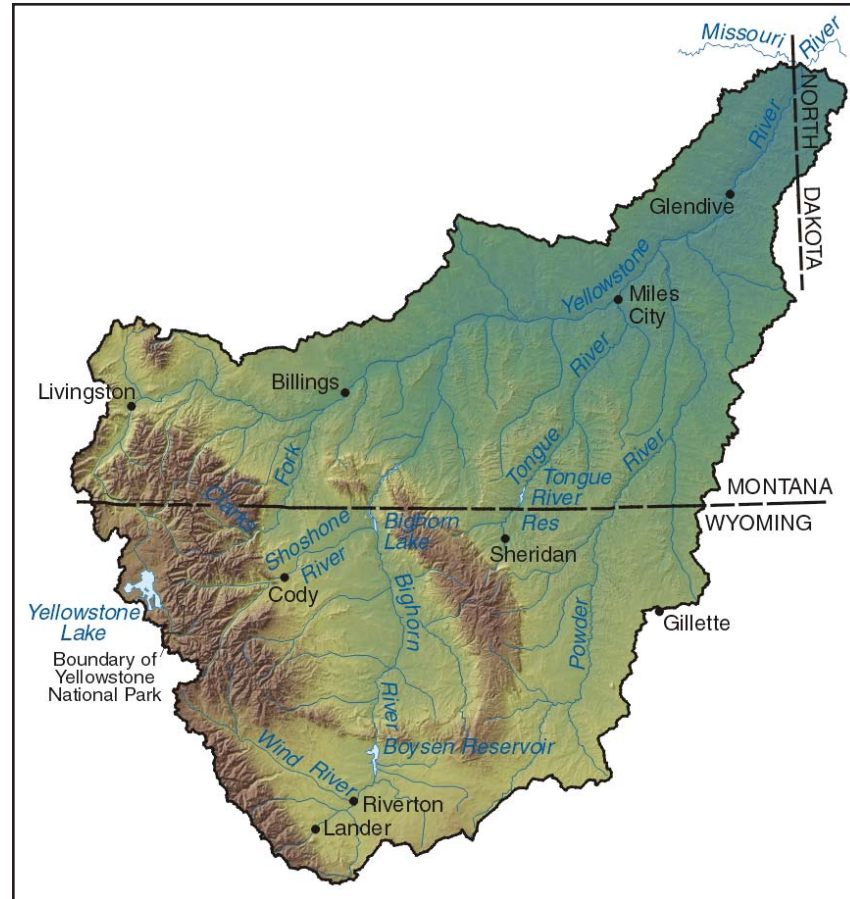 Missouri River
NORTH
DAKOTA
River
Glendive
Yellowstone
Miles
City
River
Livingston
Billings
Fork
Tongue
River
Tongue
River
Res
MONTANA
WYOMING
Clarks
Shoshone
River
Bighorn
Lake
Sheridan
Cody
Bighorn
Yellowstone
Lake
Gillette
Boundary of
Yellowstone
National Park
Powder
River
Wind River
Boysen Reservoir
Riverton
Lander